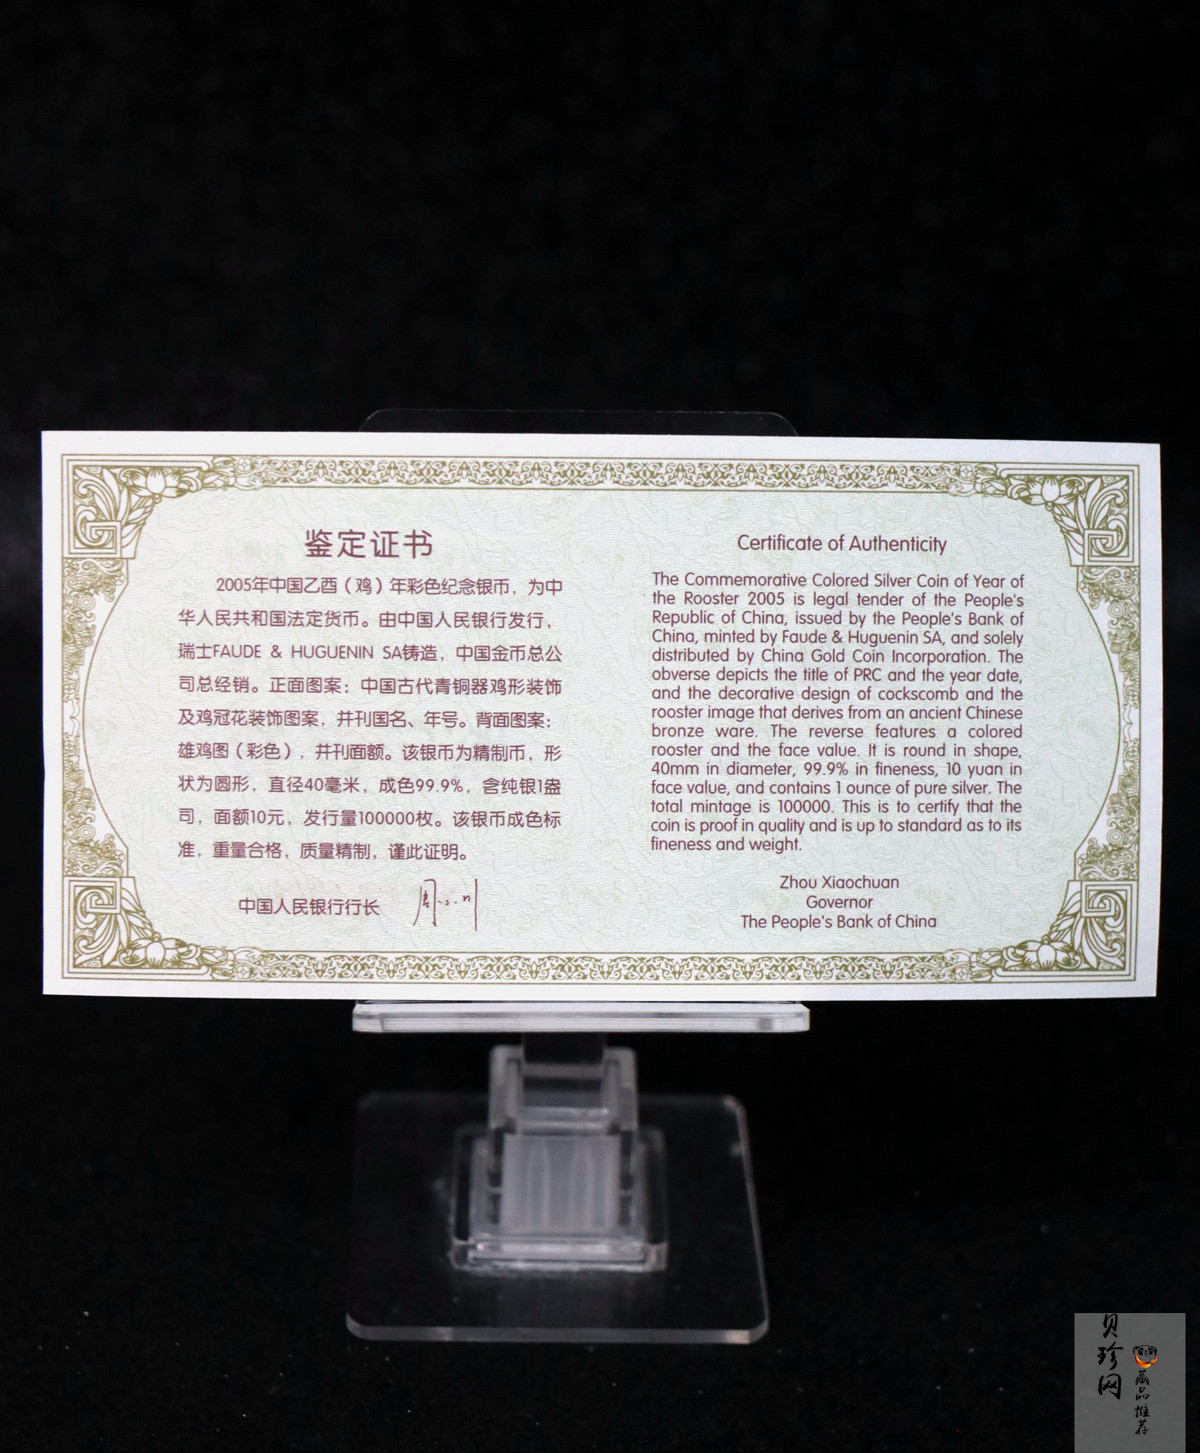 鉴定证书
2005年中国乙酉（鸡）年彩色纪念银币，为中
华人民共和国法定货币。由中国人民银行发行，
瑞士FAUDE & HUGUENIN SA铸造，中国金币总公
司总经销。正面图案：中国古代青铜器鸡形装饰
及鸡冠花装饰图案，并刊国名、年号。背面图案：
雄鸡图（彩色），并刊面额。该银币为精制币，形
状为圆形，直径40毫米，成色99.9%，含纯银1盎
司，面额10元，发行量100000枚。该银币成色标
准，重量合格，质量精制，谨此证明。
中国人民银行行长 周小川
Certificate of Authenticity
The Commemorative Colored Silver Coin of Year of
the Rooster 2005 is legal tender of the People's
Republic of China, issued by the People's Bank of
China, minted by Faude & Huguenin SA, and solely
distributed by China Gold Coin Incorporation. The
obverse depicts the title of PRC and the year date,
and the decorative design of cockscomb and the
rooster image that derives from an ancient Chinese
bronze ware. The reverse features a colored
rooster and the face value. It is round in shape,
40mm in diameter, 99.9% in fineness, 10 yuan in
face value, and contains 1 ounce of pure silver. The
total mintage is 100000. This is to certify that the
coin is proof in quality and is up to standard as to its
fineness and weight.
Zhou Xiaochuan
Governor
The People's Bank of China
贝珍网
藏品推荐